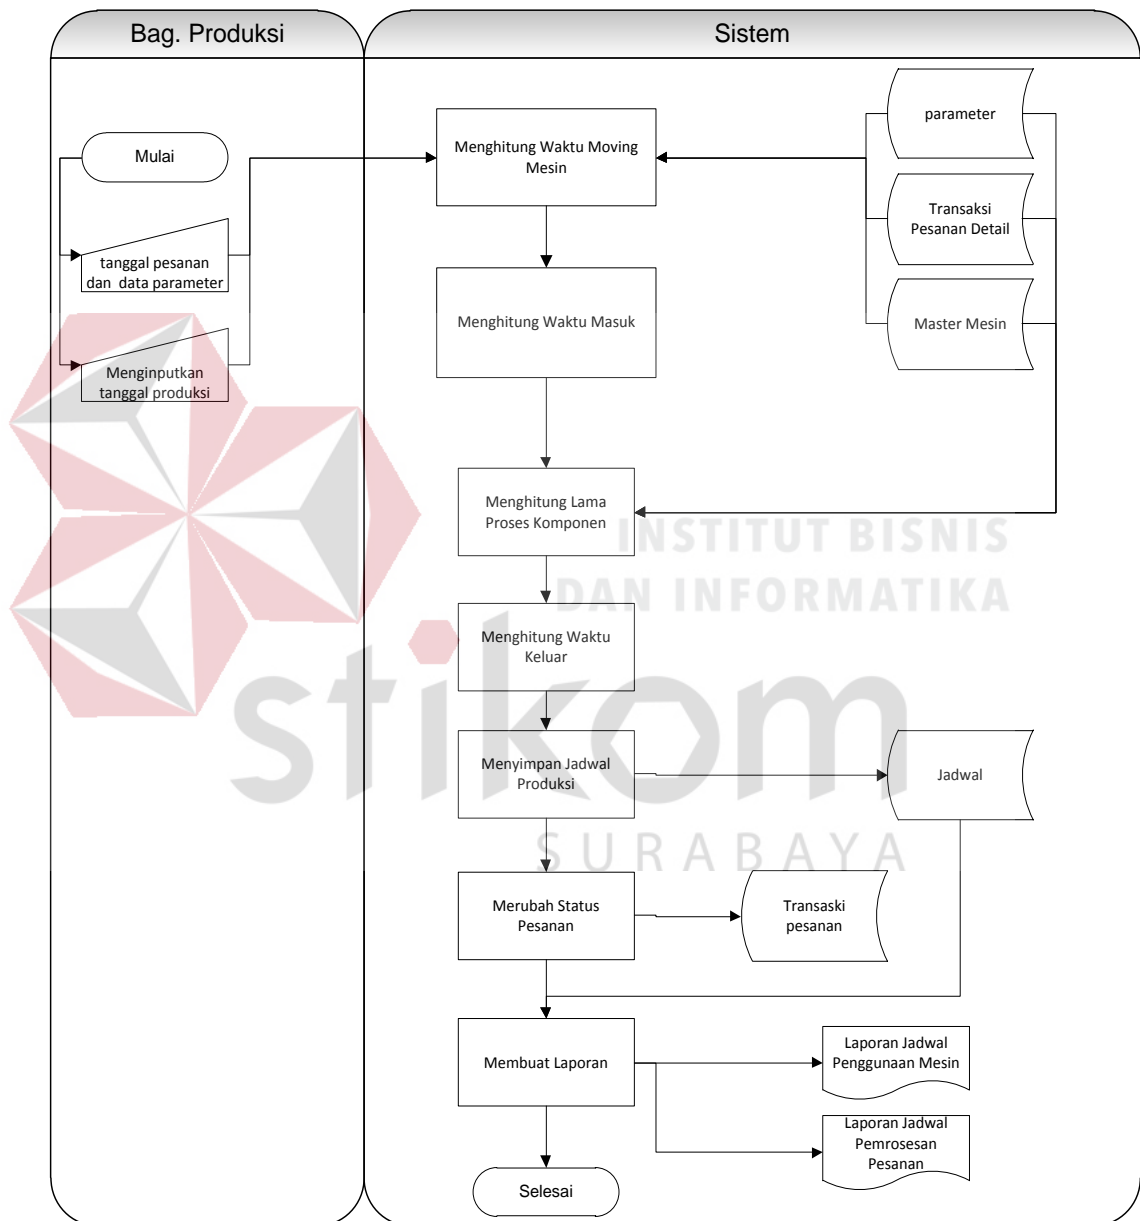 Bag. Produksi
Sistem
Mulai
tanggal pesanan
dan data parameter
Menginputkan
tanggal produksi
Menghitung Waktu Moving
Mesin
parameter
Transaksi
Pesanan Detail
Menghitung Waktu Masuk
Master Mesin
Menghitung Lama
Proses Komponen
INSTITUT BISNIS
DAN INFORMATIKA
Menghitung Waktu
Keluar
stikom
Menyimpan Jadwal
Produksi
Jadwal
SURABAYA
Merubah Status
Pesanan
Transaski
pesanan
Membuat Laporan
Laporan Jadwal
Penggunaan Mesin
Laporan Jadwal
Pemrosesan
Pesanan
Selesai